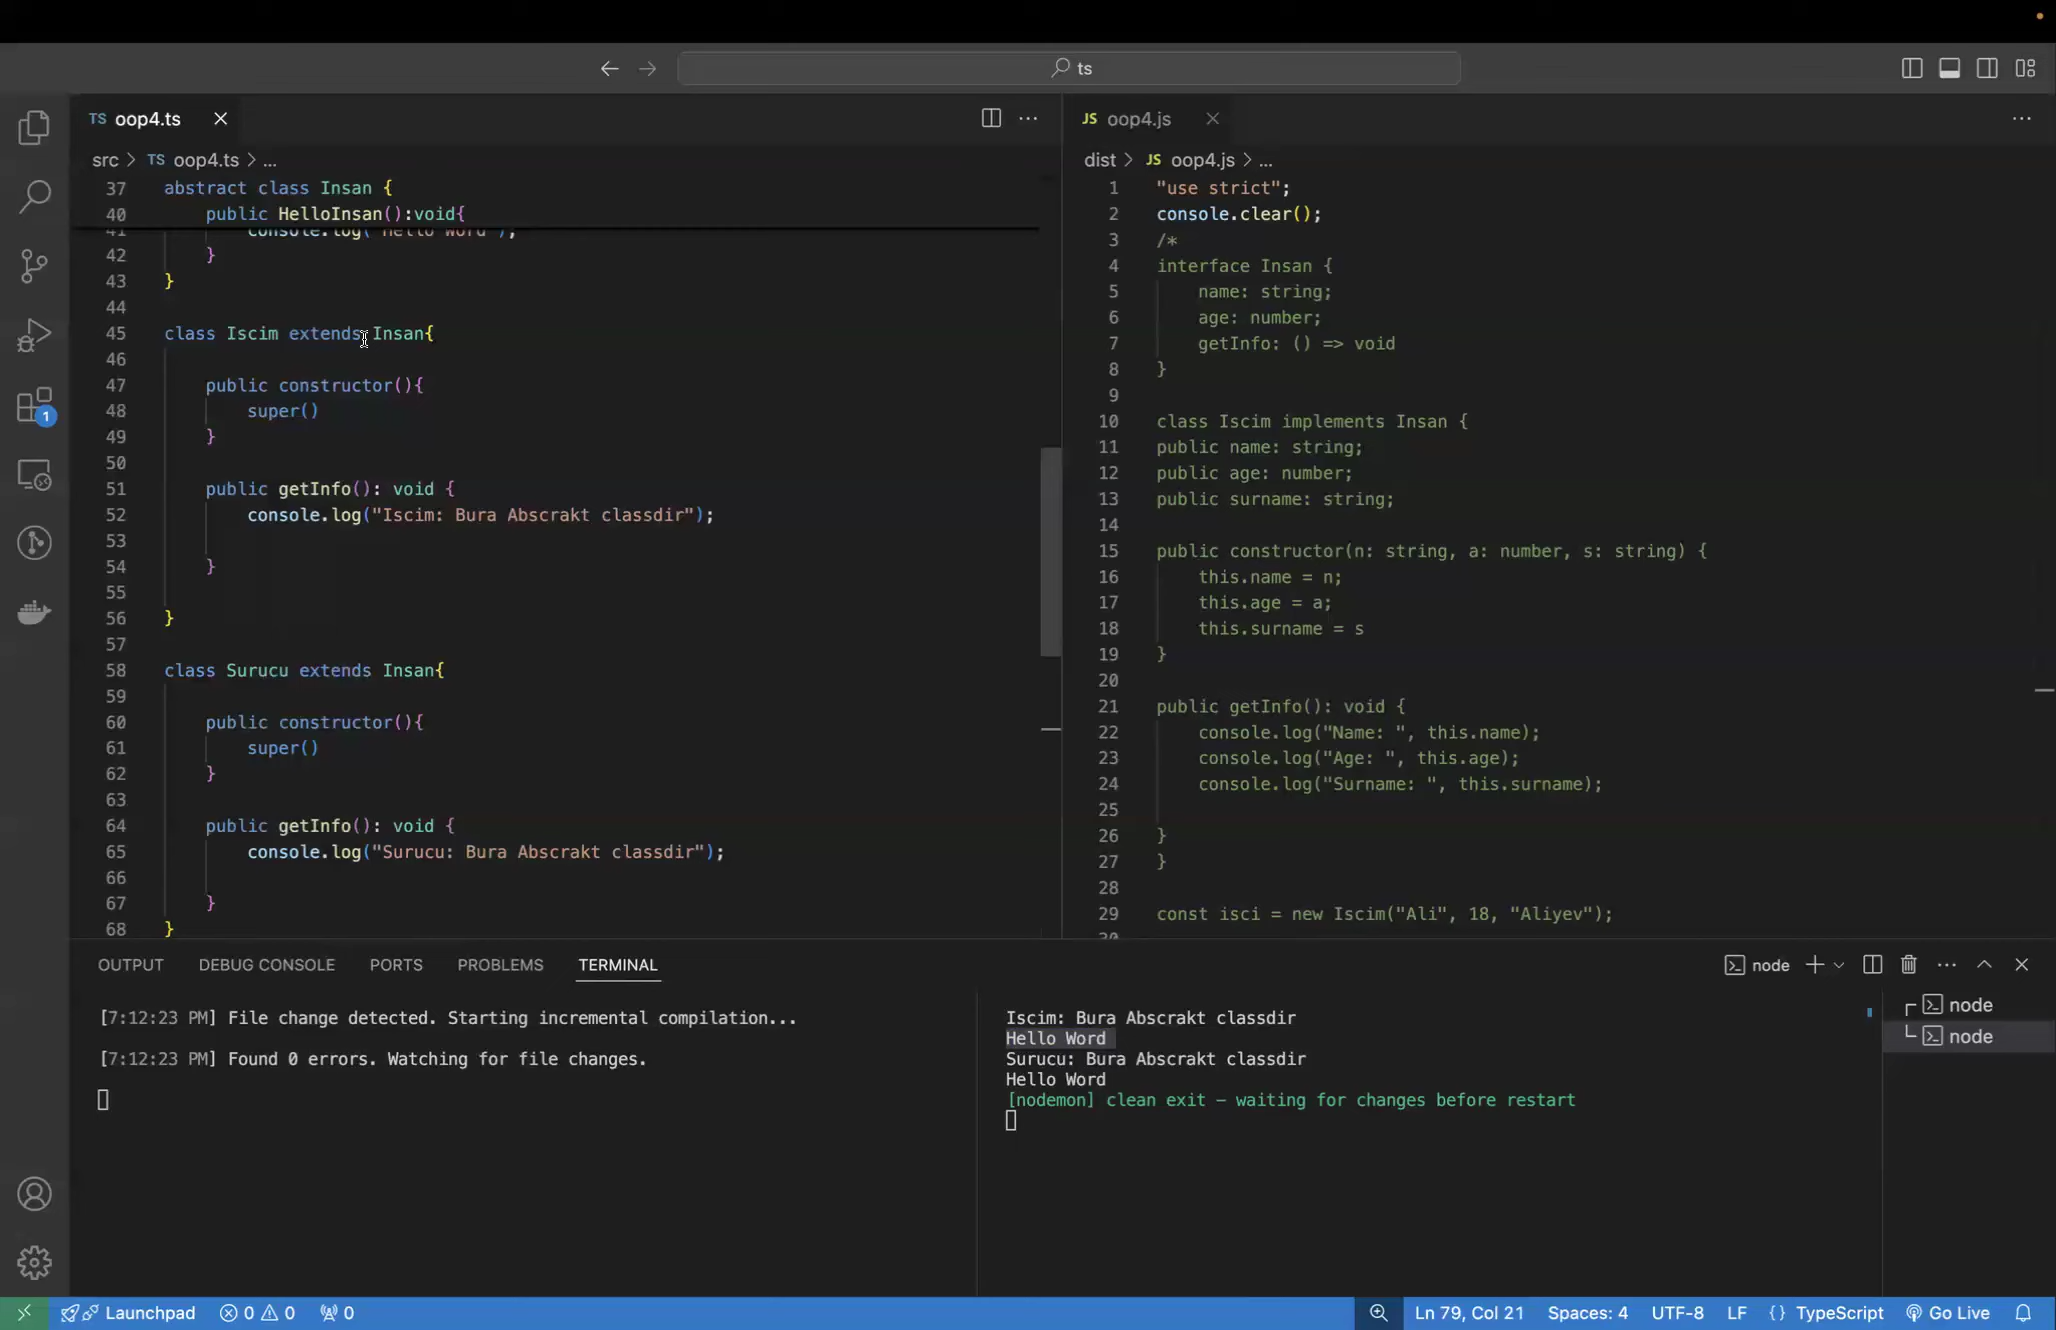 ts
TS oop4.ts
JS oop4.js
src > TS oop4.ts > ...
37 abstract class Insan {
40 public HelloInsan():void{
41 console.log("Hello Word");
42 }
43 }
44
45 class Iscim extends Insan{
46
47 public constructor(){
48 super()
49 }
50
51 public getInfo(): void {
52 console.log("Iscim: Bura Abscrakt classdir");
53
54 }
55
56 }
57
58 class Surucu extends Insan{
59
60 public constructor(){
61 super()
62 }
63
64 public getInfo(): void {
65 console.log("Surucu: Bura Abscrakt classdir");
66
67 }
68 }
dist > JS oop4.js > ...
1 "use strict";
2 console.clear();
3 /*
4 interface Insan {
5 name: string;
6 age: number;
7 getInfo: () => void
8 }
9
10 class Iscim implements Insan {
11 public name: string;
12 public age: number;
13 public surname: string;
14
15 public constructor(n: string, a: number, s: string) {
16 this.name = n;
17 this.age = a;
18 this.surname = s
19 }
20
21 public getInfo(): void {
22 console.log("Name: ", this.name);
23 console.log("Age: ", this.age);
24 console.log("Surname: ", this.surname);
25
26 }
27 }
28
29 const isci = new Iscim("Ali", 18, "Aliyev");
30
1
OUTPUT DEBUG CONSOLE PORTS PROBLEMS TERMINAL
node
[7:12:23 PM] File change detected. Starting incremental compilation...
[7:12:23 PM] Found 0 errors. Watching for file changes.
Iscim: Bura Abscrakt classdir
Hello Word
Surucu: Bura Abscrakt classdir
Hello Word
[nodemon] clean exit - waiting for changes before restart
node
node
Launchpad 0 0 0
Ln 79, Col 21 Spaces: 4 UTF-8 LF {} TypeScript Go Live